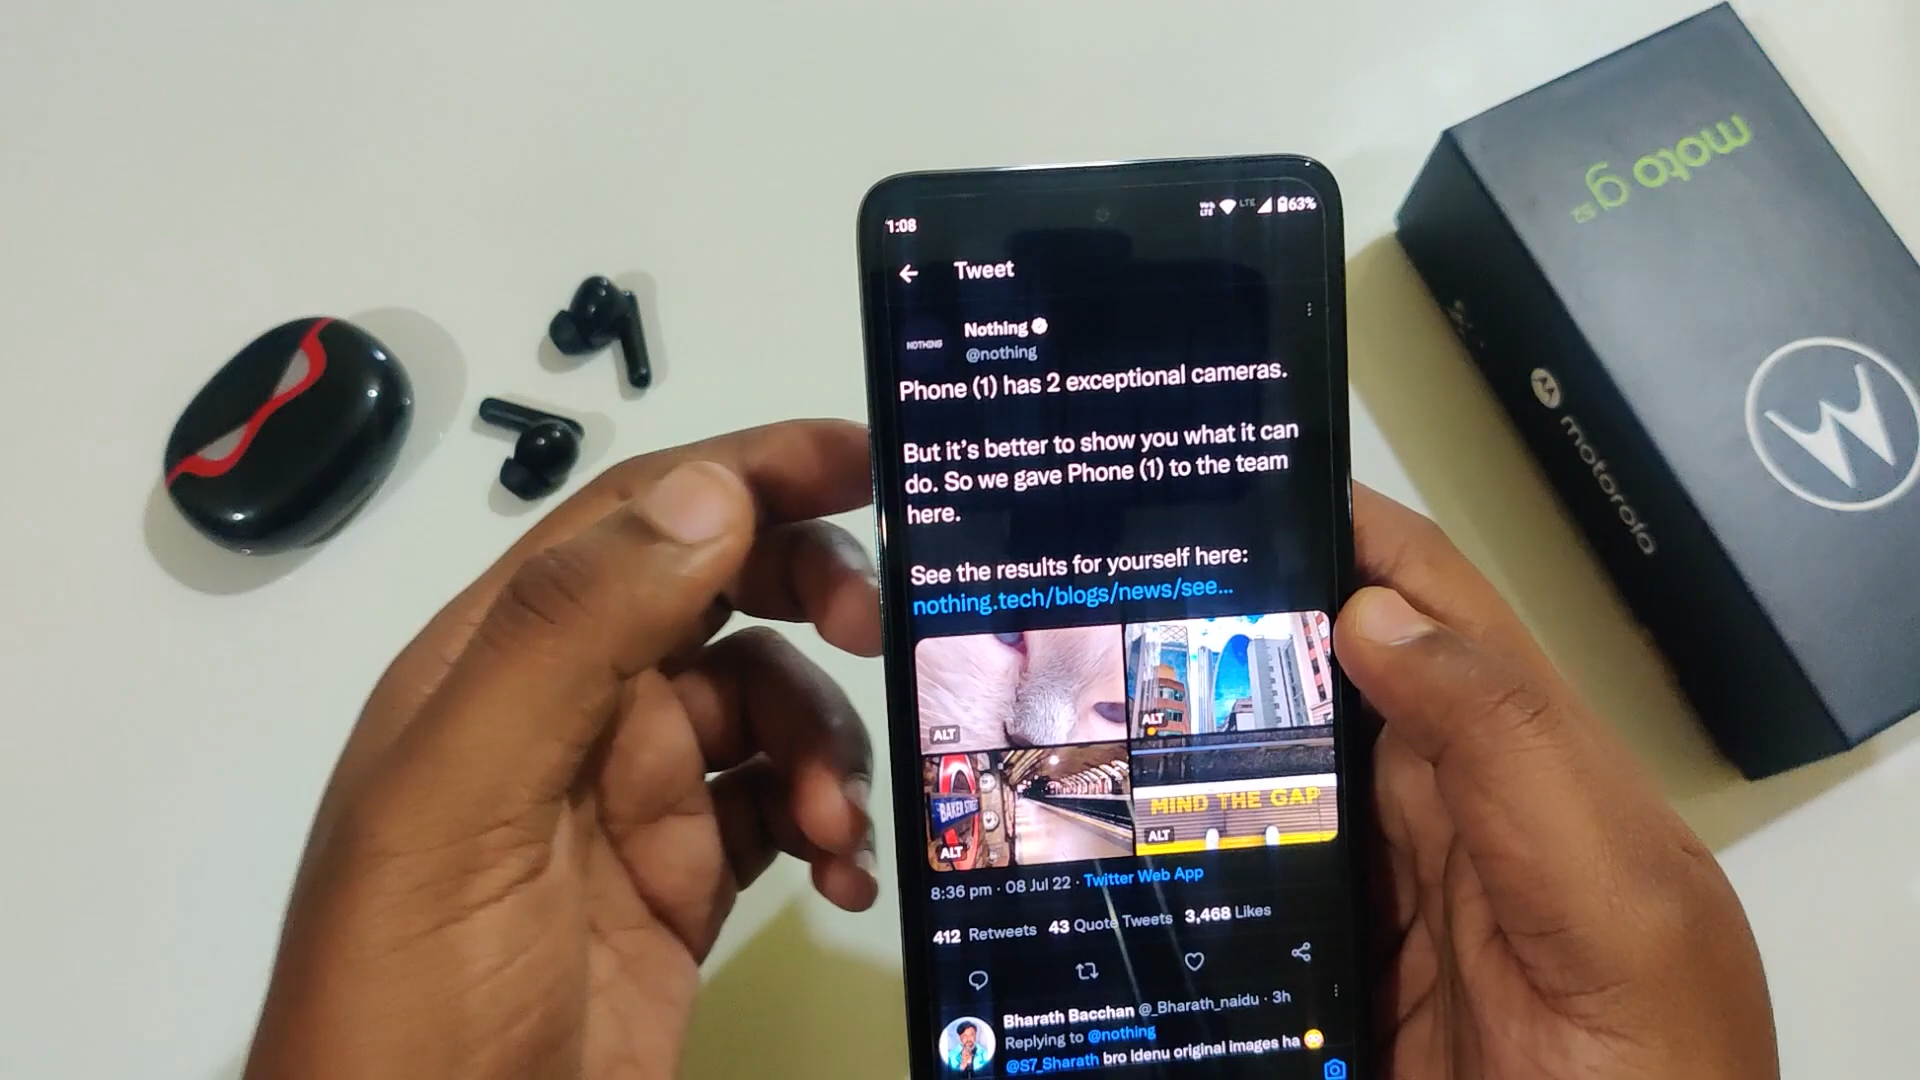 1:08
Vo LTE LTE 63%
Tweet
NOTHING
Nothing
@nothing
Phone (1) has 2 exceptional cameras.
But it's better to show you what it can
do. So we gave Phone (1) to the team
here.
See the results for yourself here:
nothing.tech/blogs/news/see...
ALT
ALT
BAKER STREET
ALT
MIND THE GAP
ALT
8:36 pm · 08 Jul 22 · Twitter Web App
412 Retweets 43 Quote Tweets 3,468 Likes
Bharath Bacchan @_Bharath_naidu · 3h
Replying to @nothing
@S7_Sharath bro idenu original images ha 😳
moto g 52
motorola